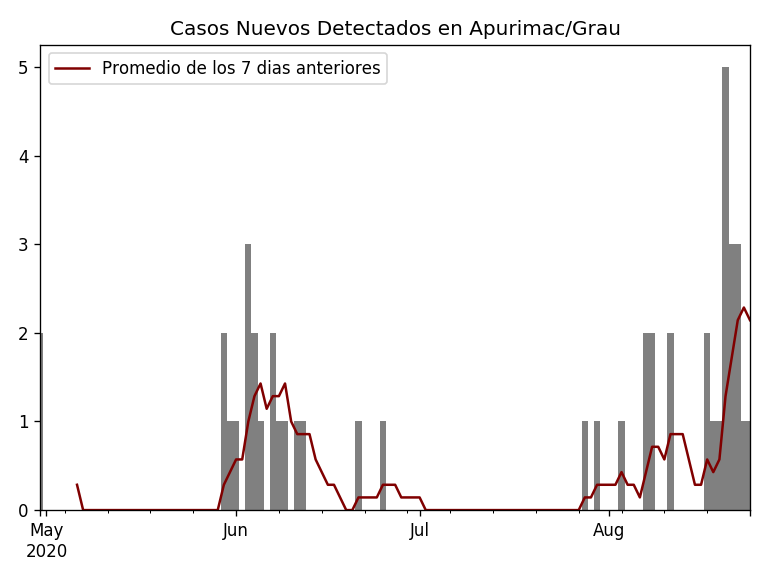 Casos Nuevos Detectados en Apurimac/Grau
Promedio de los 7 dias anteriores
5
4
3
2
1
0
May Jun Jul Aug
2020